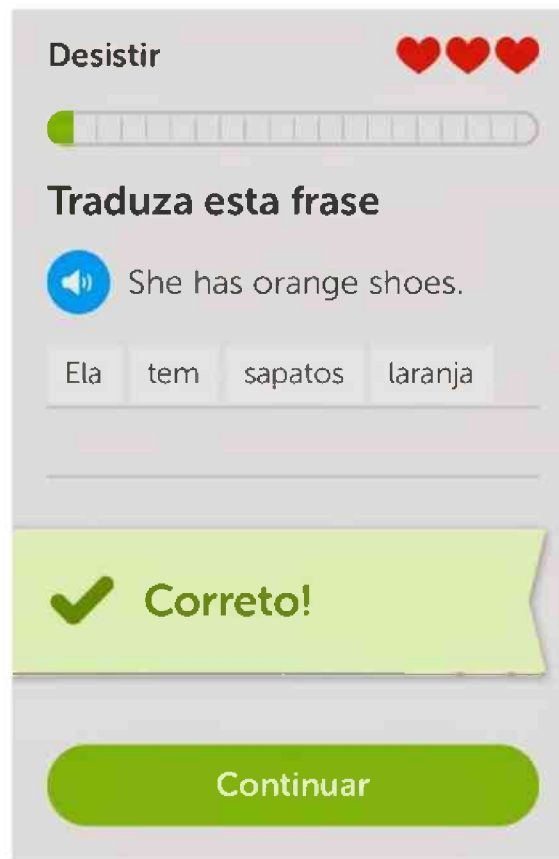 Desistir
Traduza esta frase
She has orange shoes.
Ela tem sapatos laranja
Correto!
Continuar